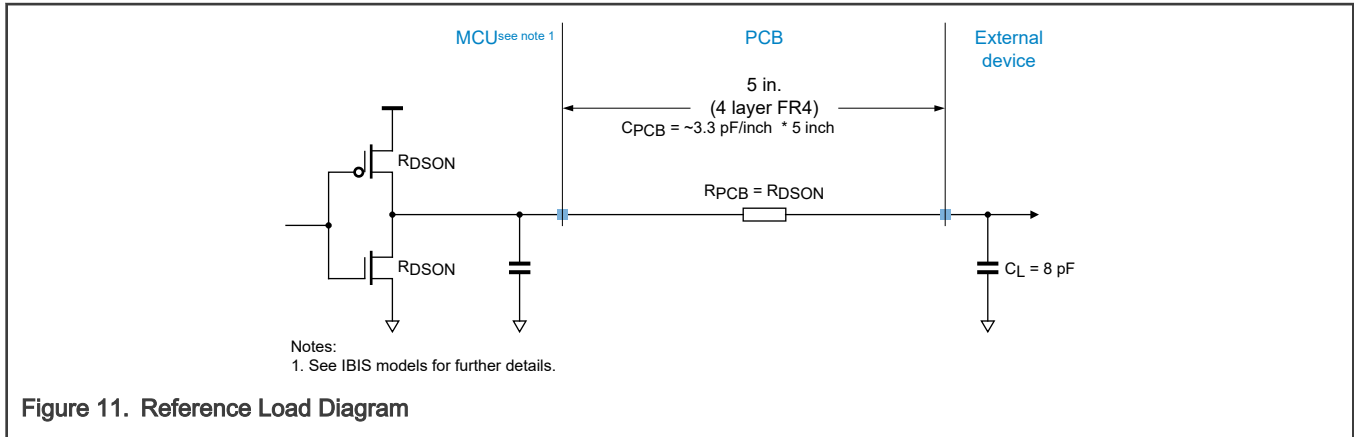 MCUsee note 1
PCB
External
device
5 in.
(4 layer FR4)
CPCB = ~3.3 pF/inch * 5 inch
RDSON
RPCB = RDSON
RDSON
CL = 8 pF
Notes:
1. See IBIS models for further details.
Figure 11. Reference Load Diagram